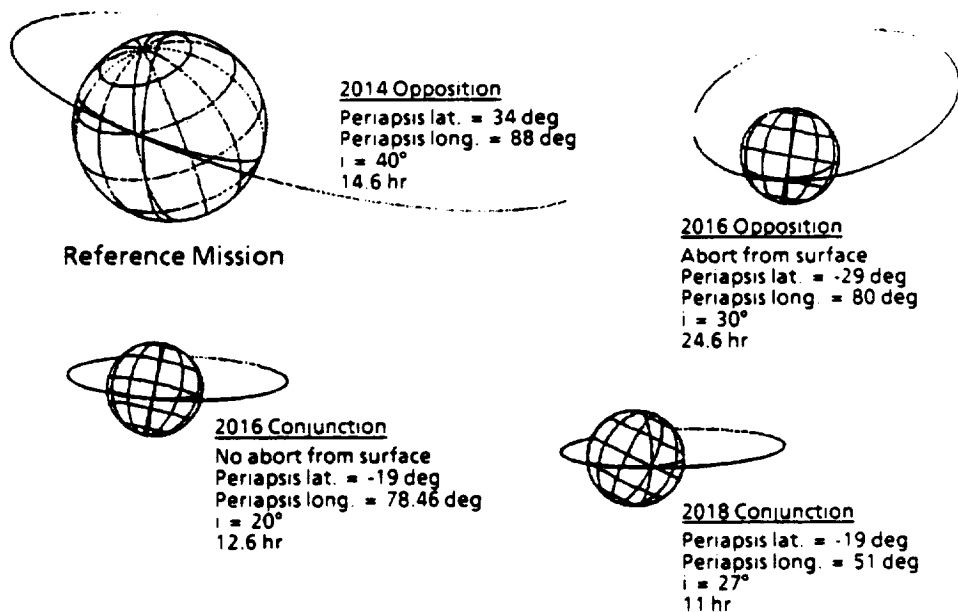 2014 Opposition
Periapsis lat. = 34 deg
Periapsis long. = 88 deg
i = 40°
14.6 hr
Reference Mission
2016 Opposition
Abort from surface
Periapsis lat. = -29 deg
Periapsis long. = 80 deg
i = 30°
24.6 hr
2016 Conjunction
No abort from surface
Periapsis lat. = -19 deg
Periapsis long. = 78.46 deg
i = 20°
12.6 hr
2018 Conjunction
Periapsis lat. = -19 deg
Periapsis long. = 51 deg
i = 27°
11 hr